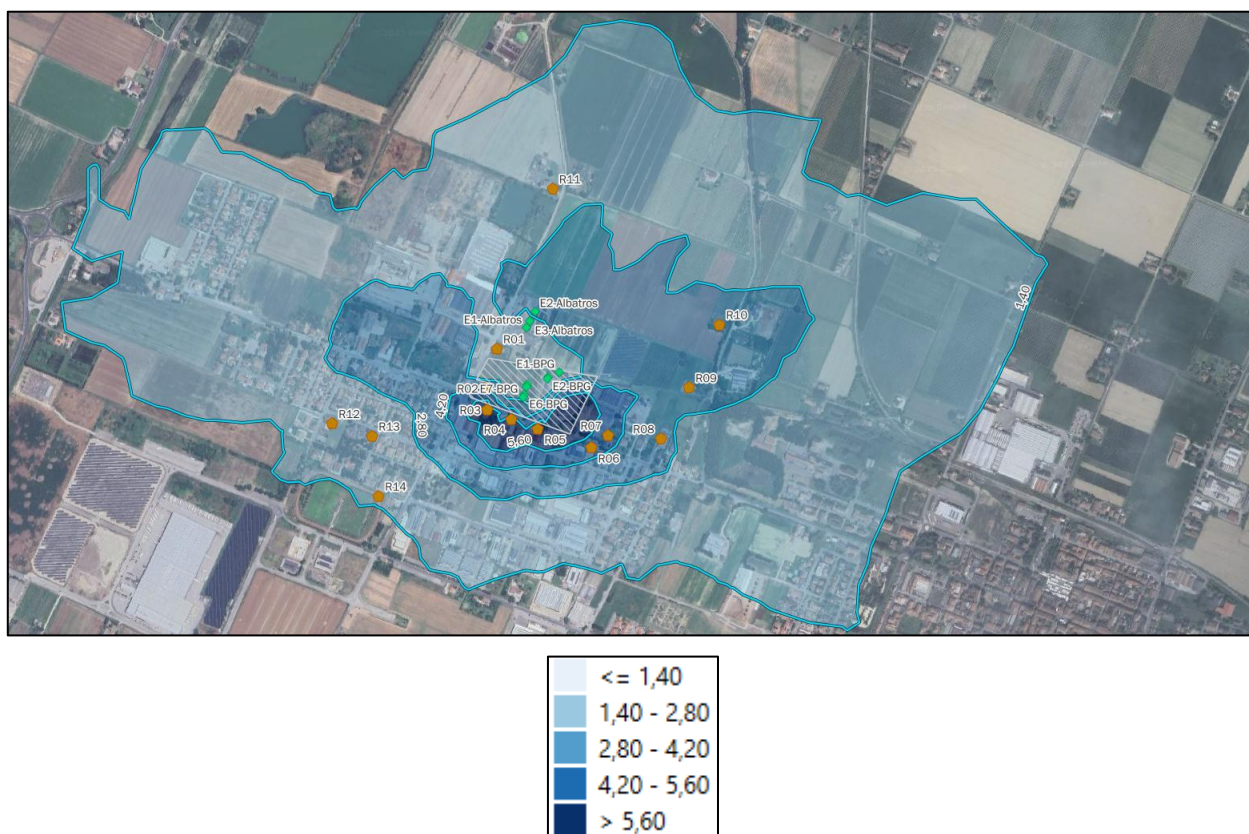 R11
1,40
E2-Albatros
E1-Albatros
E3-Albatros
R10
R01
E1-BPG
R02
E7-BPG
E2-BPG
R09
4,20
E6-BPG
R03
2,80
R12
R04
R07
R13
5,60
R05
R08
R06
R14
<= 1,40
1,40 - 2,80
2,80 - 4,20
4,20 - 5,60
> 5,60